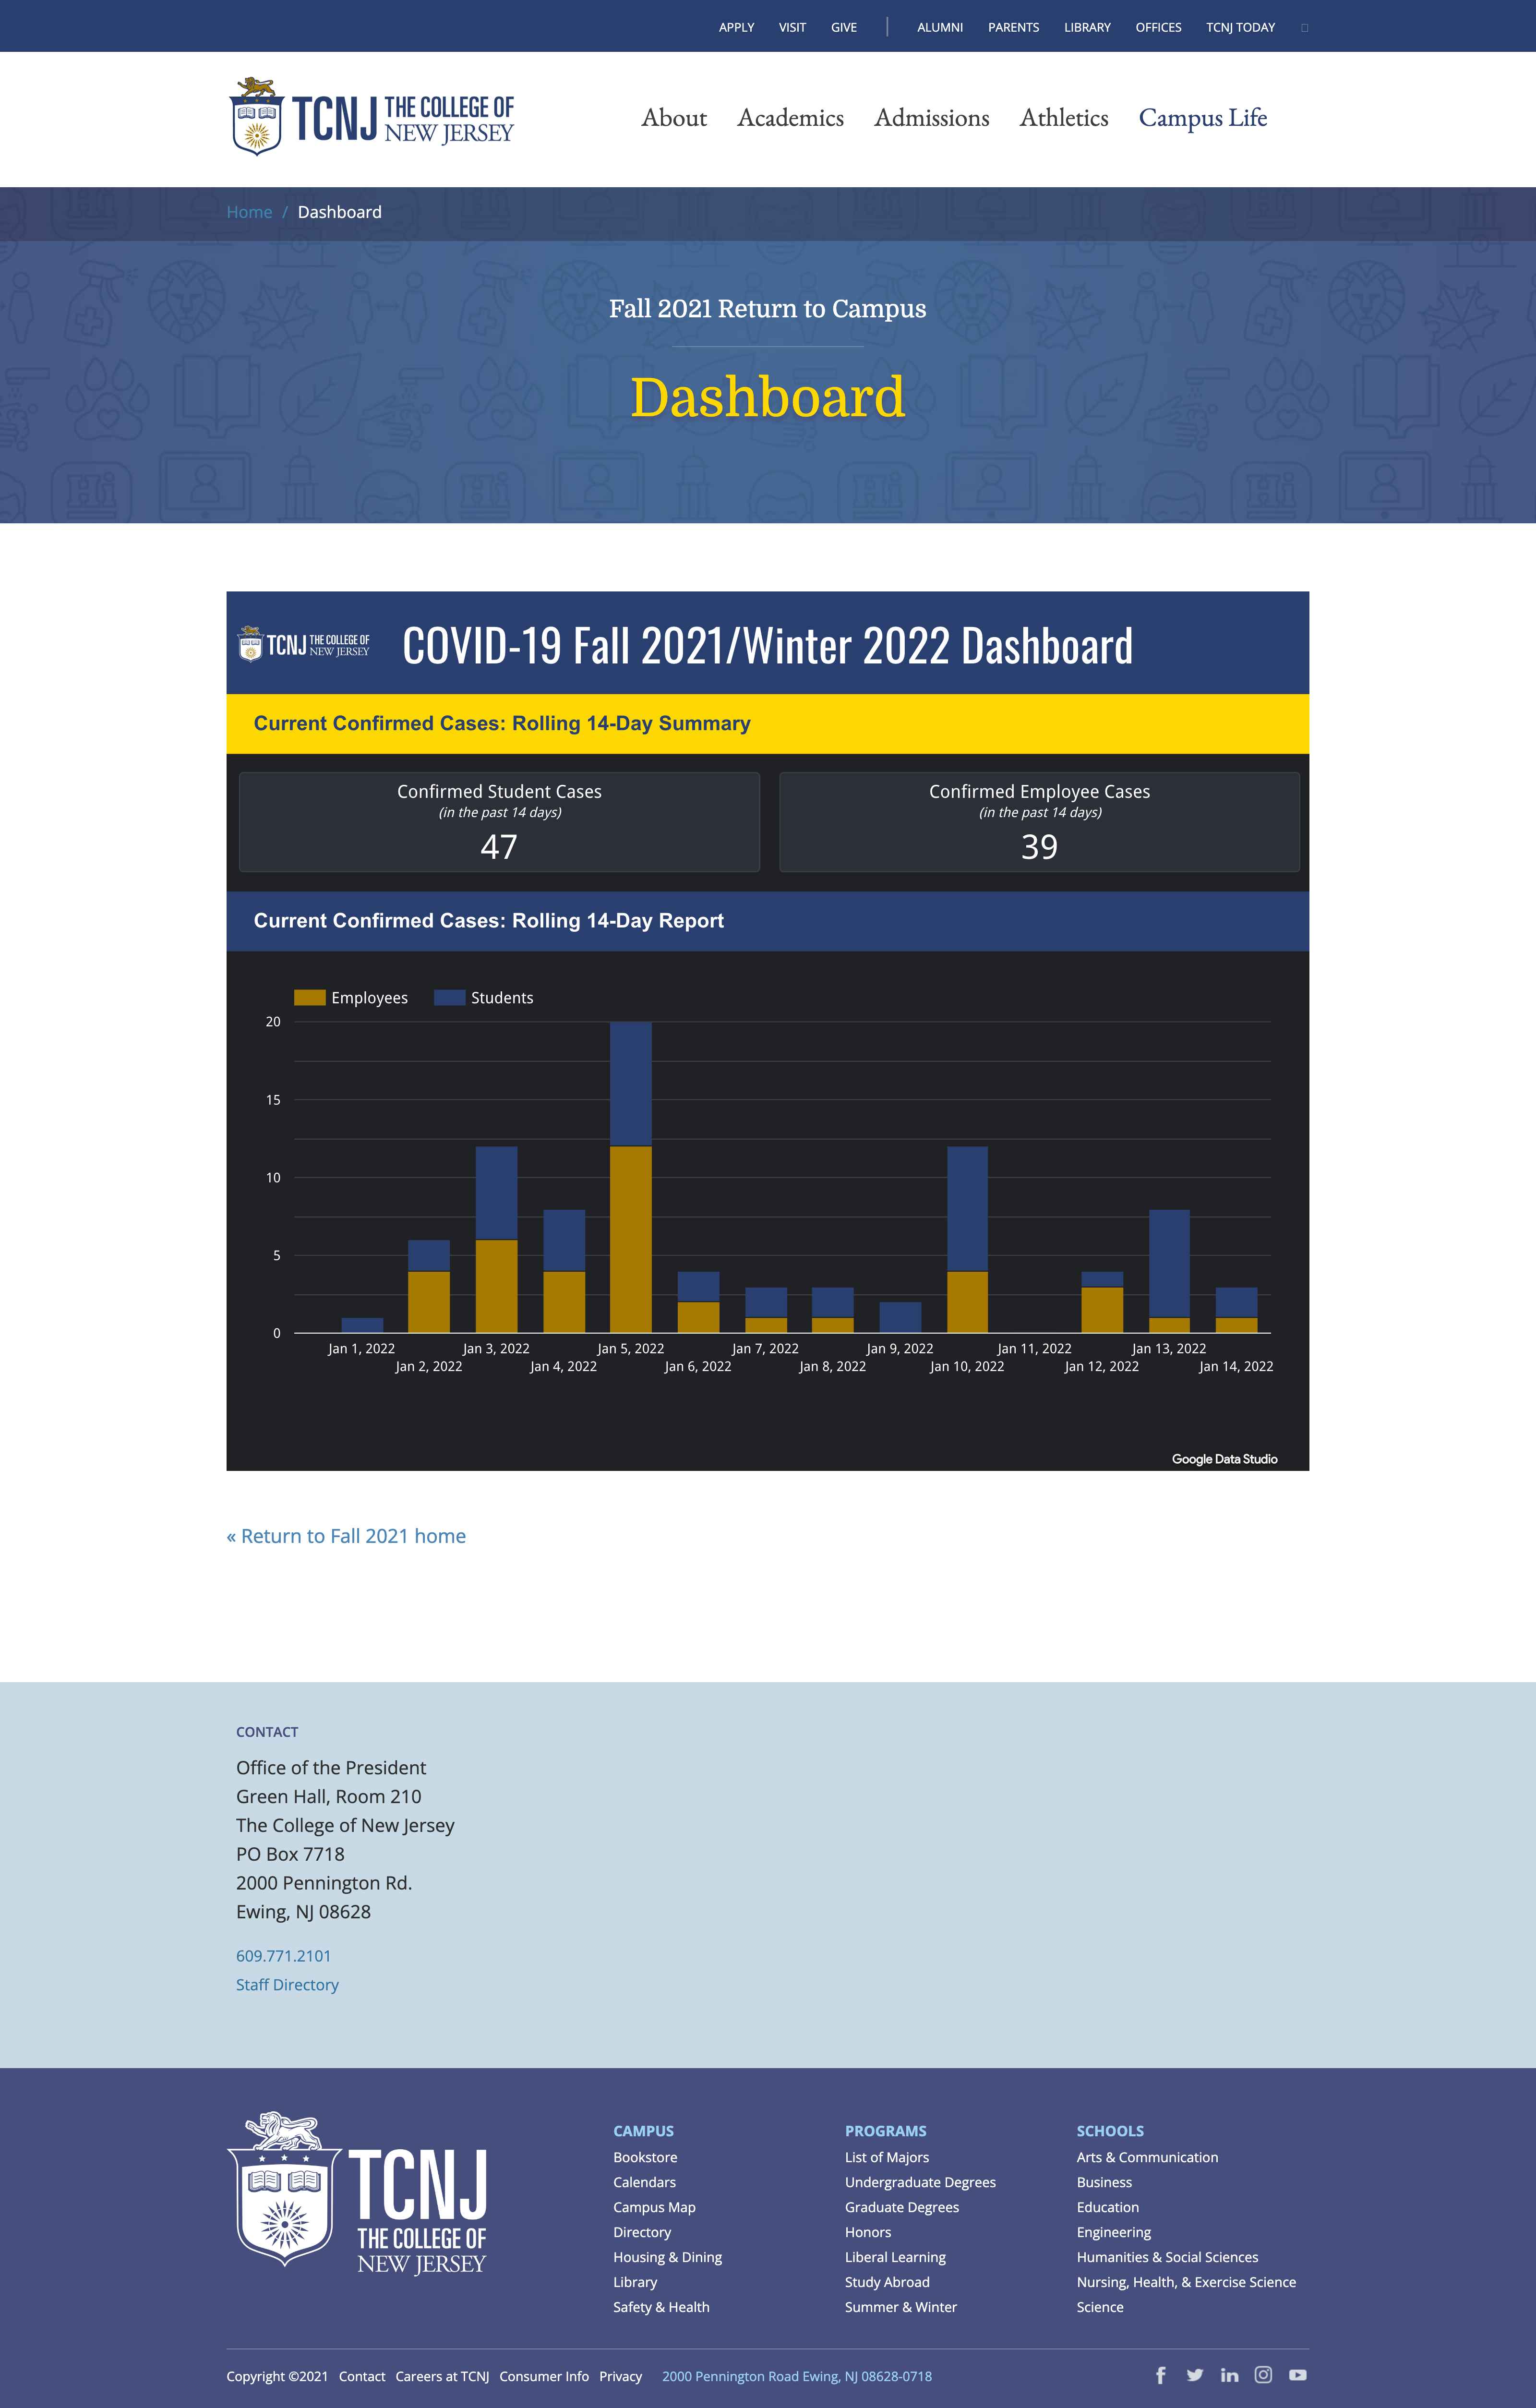 APPLY VISIT GIVE ALUMNI PARENTS LIBRARY OFFICES TCNJ TODAY
TCNJ THE COLLEGE OF NEW JERSEY
About Academics Admissions Athletics Campus Life
Home / Dashboard
Fall 2021 Return to Campus
Dashboard
TCNJ THE COLLEGE OF NEW JERSEY
COVID-19 Fall 2021/Winter 2022 Dashboard
Current Confirmed Cases: Rolling 14-Day Summary
Confirmed Student Cases
(in the past 14 days)
47
Confirmed Employee Cases
(in the past 14 days)
39
Current Confirmed Cases: Rolling 14-Day Report
Employees Students
20
15
10
5
0
Jan 1, 2022
Jan 2, 2022
Jan 3, 2022
Jan 4, 2022
Jan 5, 2022
Jan 6, 2022
Jan 7, 2022
Jan 8, 2022
Jan 9, 2022
Jan 10, 2022
Jan 11, 2022
Jan 12, 2022
Jan 13, 2022
Jan 14, 2022
Google Data Studio
« Return to Fall 2021 home
CONTACT
Office of the President
Green Hall, Room 210
The College of New Jersey
PO Box 7718
2000 Pennington Rd.
Ewing, NJ 08628
609.771.2101
Staff Directory
TCNJ
THE COLLEGE OF
NEW JERSEY
CAMPUS
Bookstore
Calendars
Campus Map
Directory
Housing & Dining
Library
Safety & Health
PROGRAMS
List of Majors
Undergraduate Degrees
Graduate Degrees
Honors
Liberal Learning
Study Abroad
Summer & Winter
SCHOOLS
Arts & Communication
Business
Education
Engineering
Humanities & Social Sciences
Nursing, Health, & Exercise Science
Science
Copyright ©2021 Contact Careers at TCNJ Consumer Info Privacy 2000 Pennington Road Ewing, NJ 08628-0718